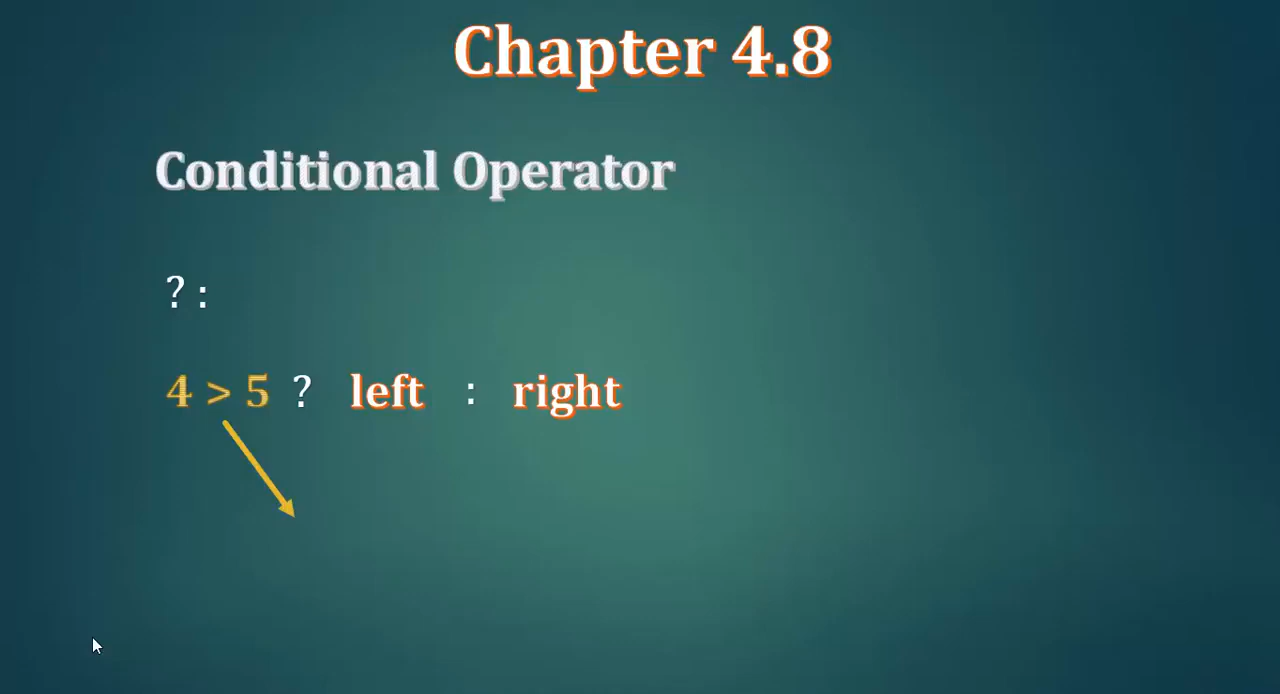 Chapter 4.8
Conditional Operator
? :
4 > 5 ? left : right